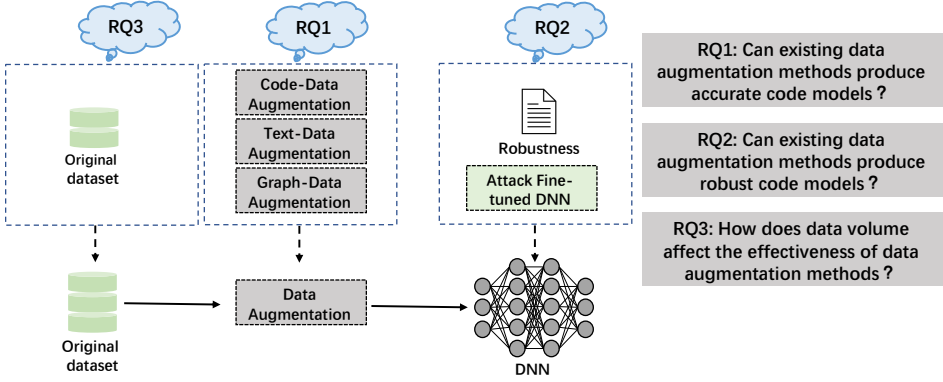 RQ3
RQ1
RQ2
Original
dataset
Code-Data
Augmentation
Text-Data
Augmentation
Graph-Data
Augmentation
Robustness
Attack Fine-
tuned DNN
Original
dataset
Data
Augmentation
DNN
RQ1: Can existing data
augmentation methods produce
accurate code models？
RQ2: Can existing data
augmentation methods produce
robust code models？
RQ3: How does data volume
affect the effectiveness of data
augmentation methods？